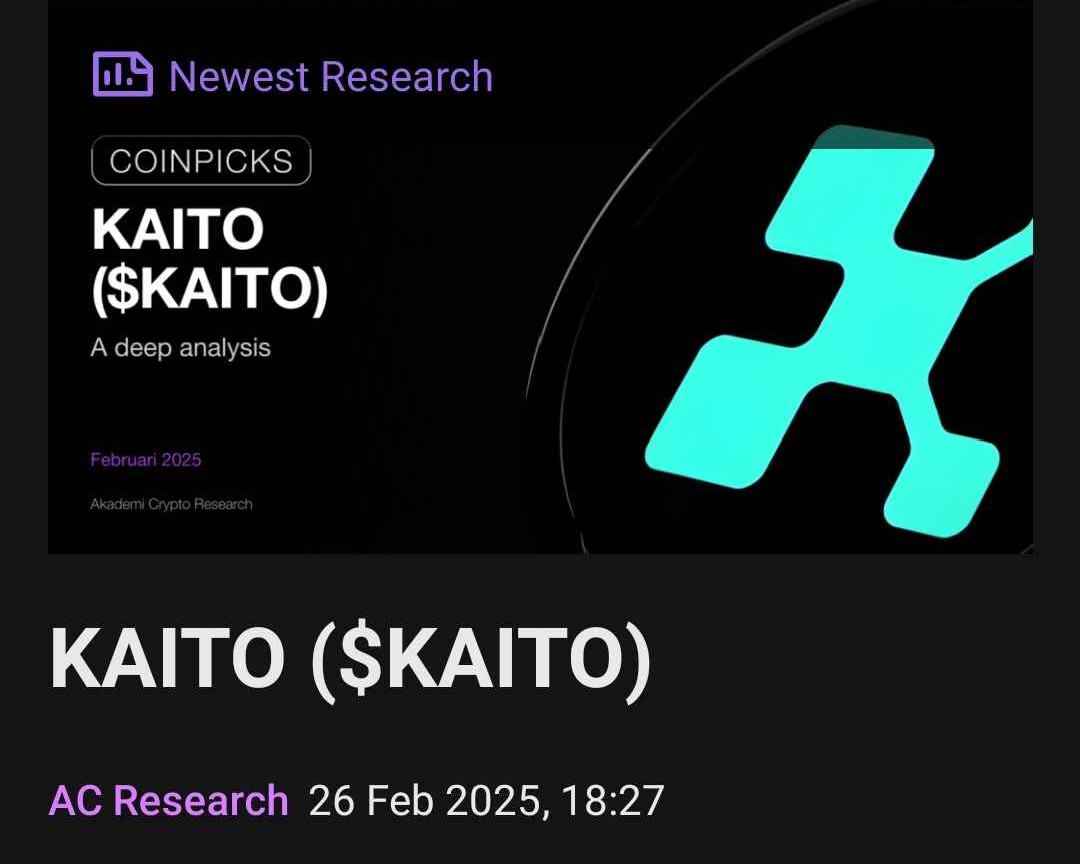 Newest Research
COINPICKS
KAITO
($KAITO)
A deep analysis
Februari 2025
Akademi Crypto Research
KAITO ($KAITO)
AC Research 26 Feb 2025, 18:27